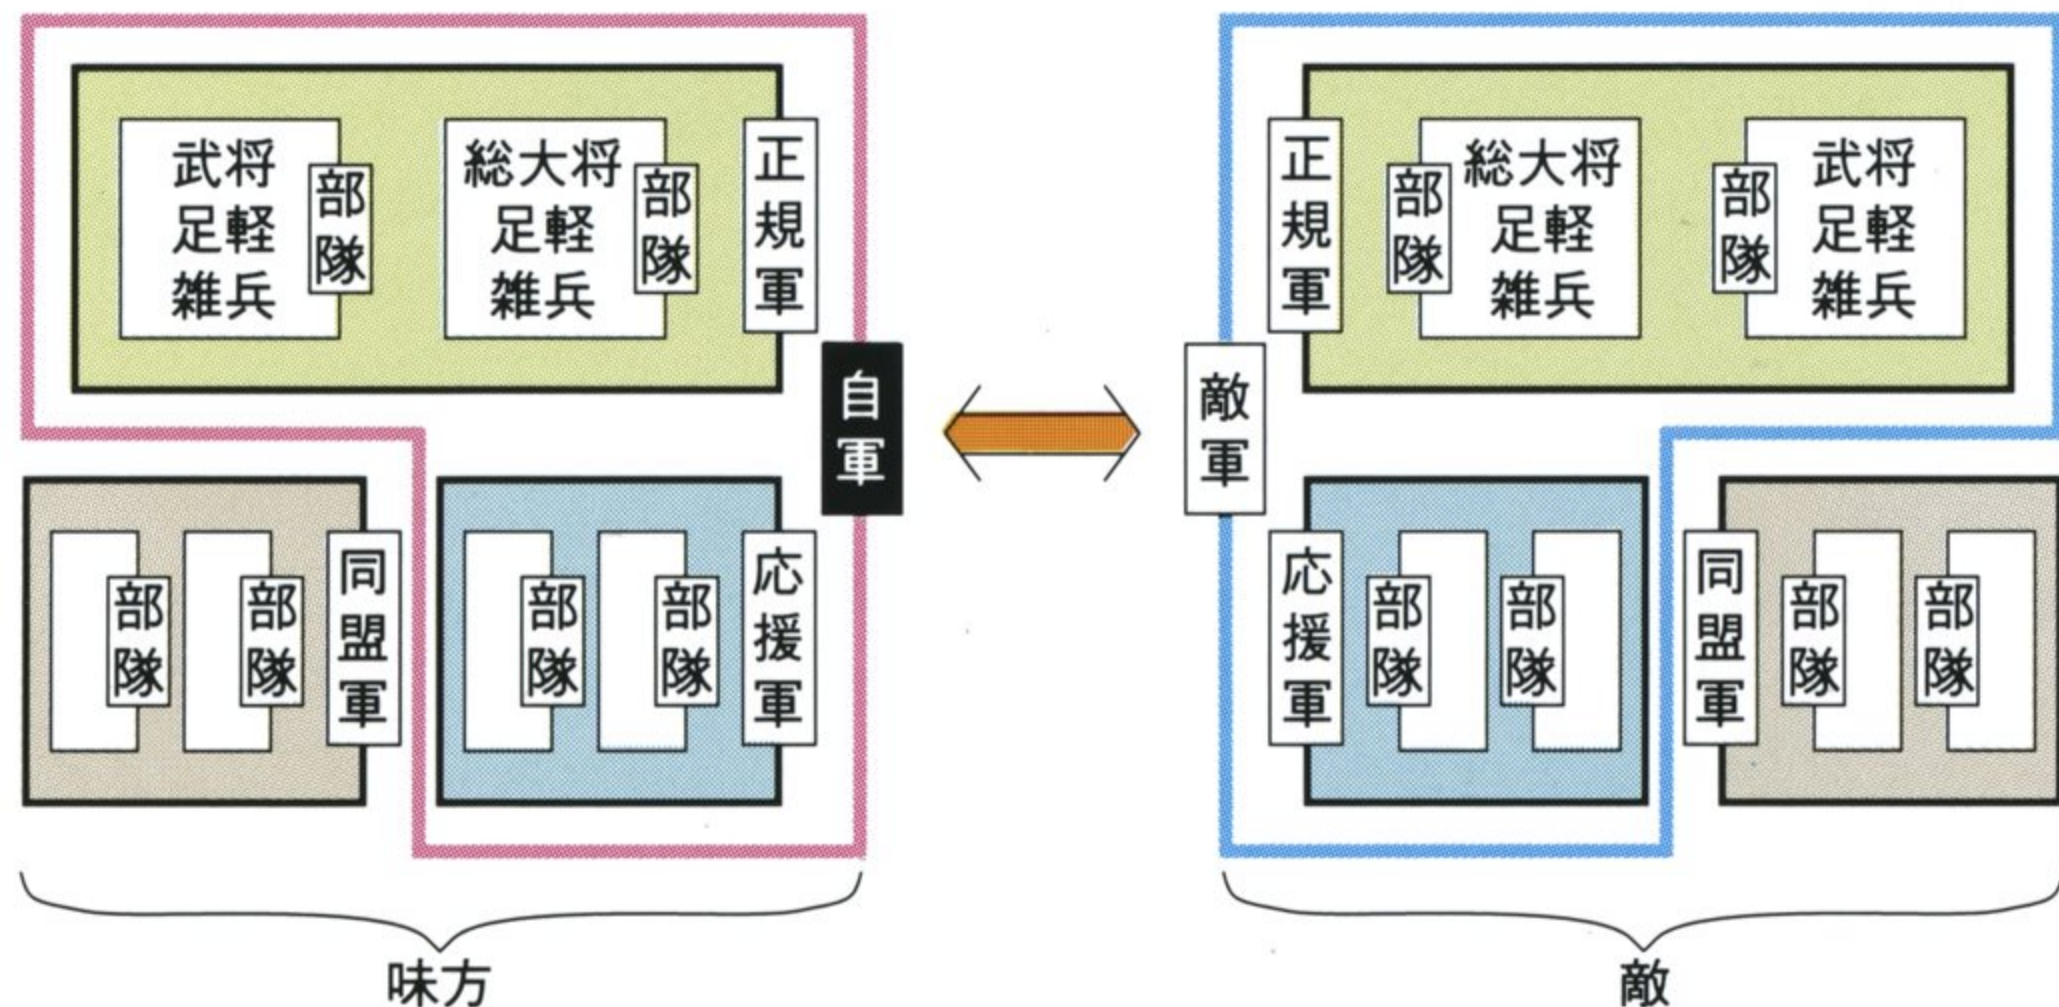 武将
足軽
雑兵
部隊
総大将
足軽
雑兵
部隊
正規軍
自軍
同盟軍
部隊
部隊
応援軍
部隊
部隊
味方
敵軍
正規軍
部隊
総大将
足軽
雑兵
部隊
武将
足軽
雑兵
応援軍
部隊
部隊
同盟軍
部隊
部隊
敵